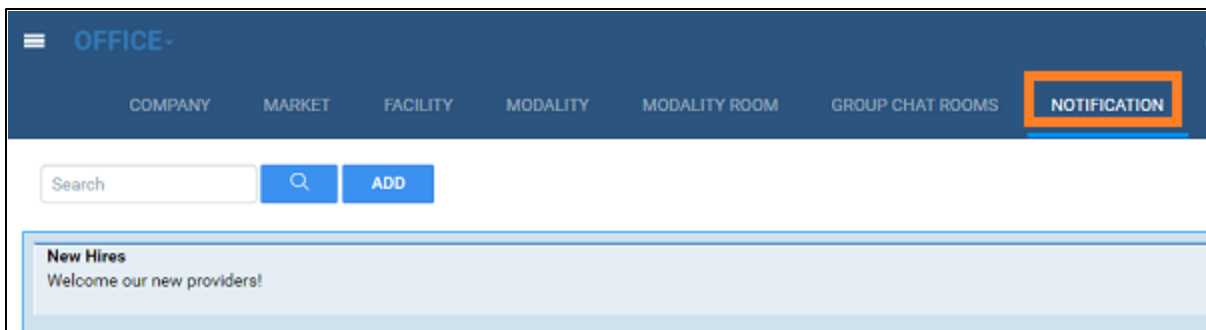 OFFICE-
COMPANY MARKET FACILITY MODALITY MODALITY ROOM GROUP CHAT ROOMS NOTIFICATION
Search ADD
New Hires
Welcome our new providers!